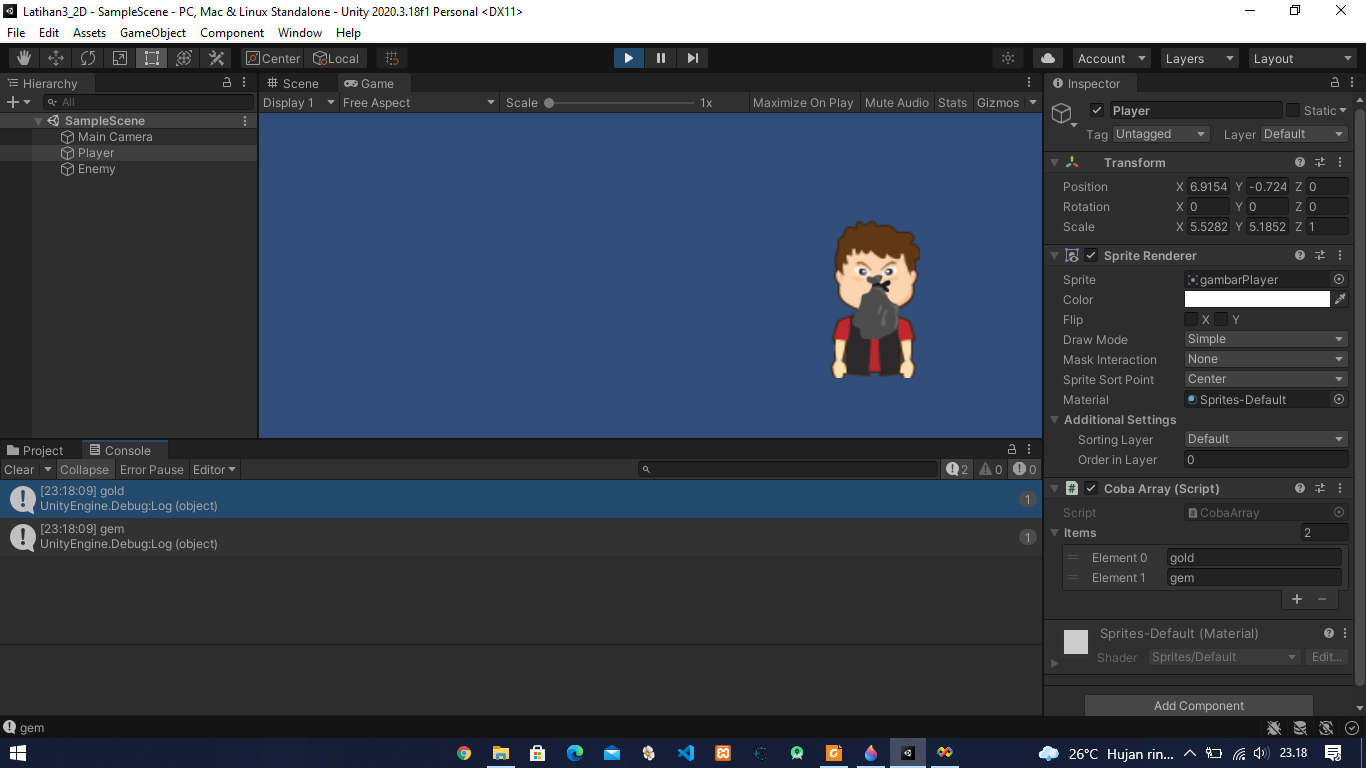 Latihan3_2D - SampleScene - PC, Mac & Linux Standalone - Unity 2020.3.18f1 Personal <DX11>
File Edit Assets GameObject Component Window Help
Center Local Account Layers Layout
Hierarchy
All
SampleScene
Main Camera
Player
Enemy
Scene Game
Display 1 Free Aspect Scale 1x Maximize On Play Mute Audio Stats Gizmos
Project Console
Clear Collapse Error Pause Editor 2 0 0
[23:18:09] gold
UnityEngine.Debug:Log (object) 1
[23:18:09] gem
UnityEngine.Debug:Log (object) 1
Inspector
Player Static
Tag Untagged Layer Default
Transform
Position X 6.9154 Y -0.724 Z 0
Rotation X 0 Y 0 Z 0
Scale X 5.5282 Y 5.1852 Z 1
Sprite Renderer
Sprite gambarPlayer
Color
Flip X Y
Draw Mode Simple
Mask Interaction None
Sprite Sort Point Center
Material Sprites-Default
Additional Settings
Sorting Layer Default
Order in Layer 0
# Coba Array (Script)
Script CobaArray
Items 2
Element 0 gold
Element 1 gem
Sprites-Default (Material)
Shader Sprites/Default Edit...
Add Component
gem
26°C Hujan rin... 23.18